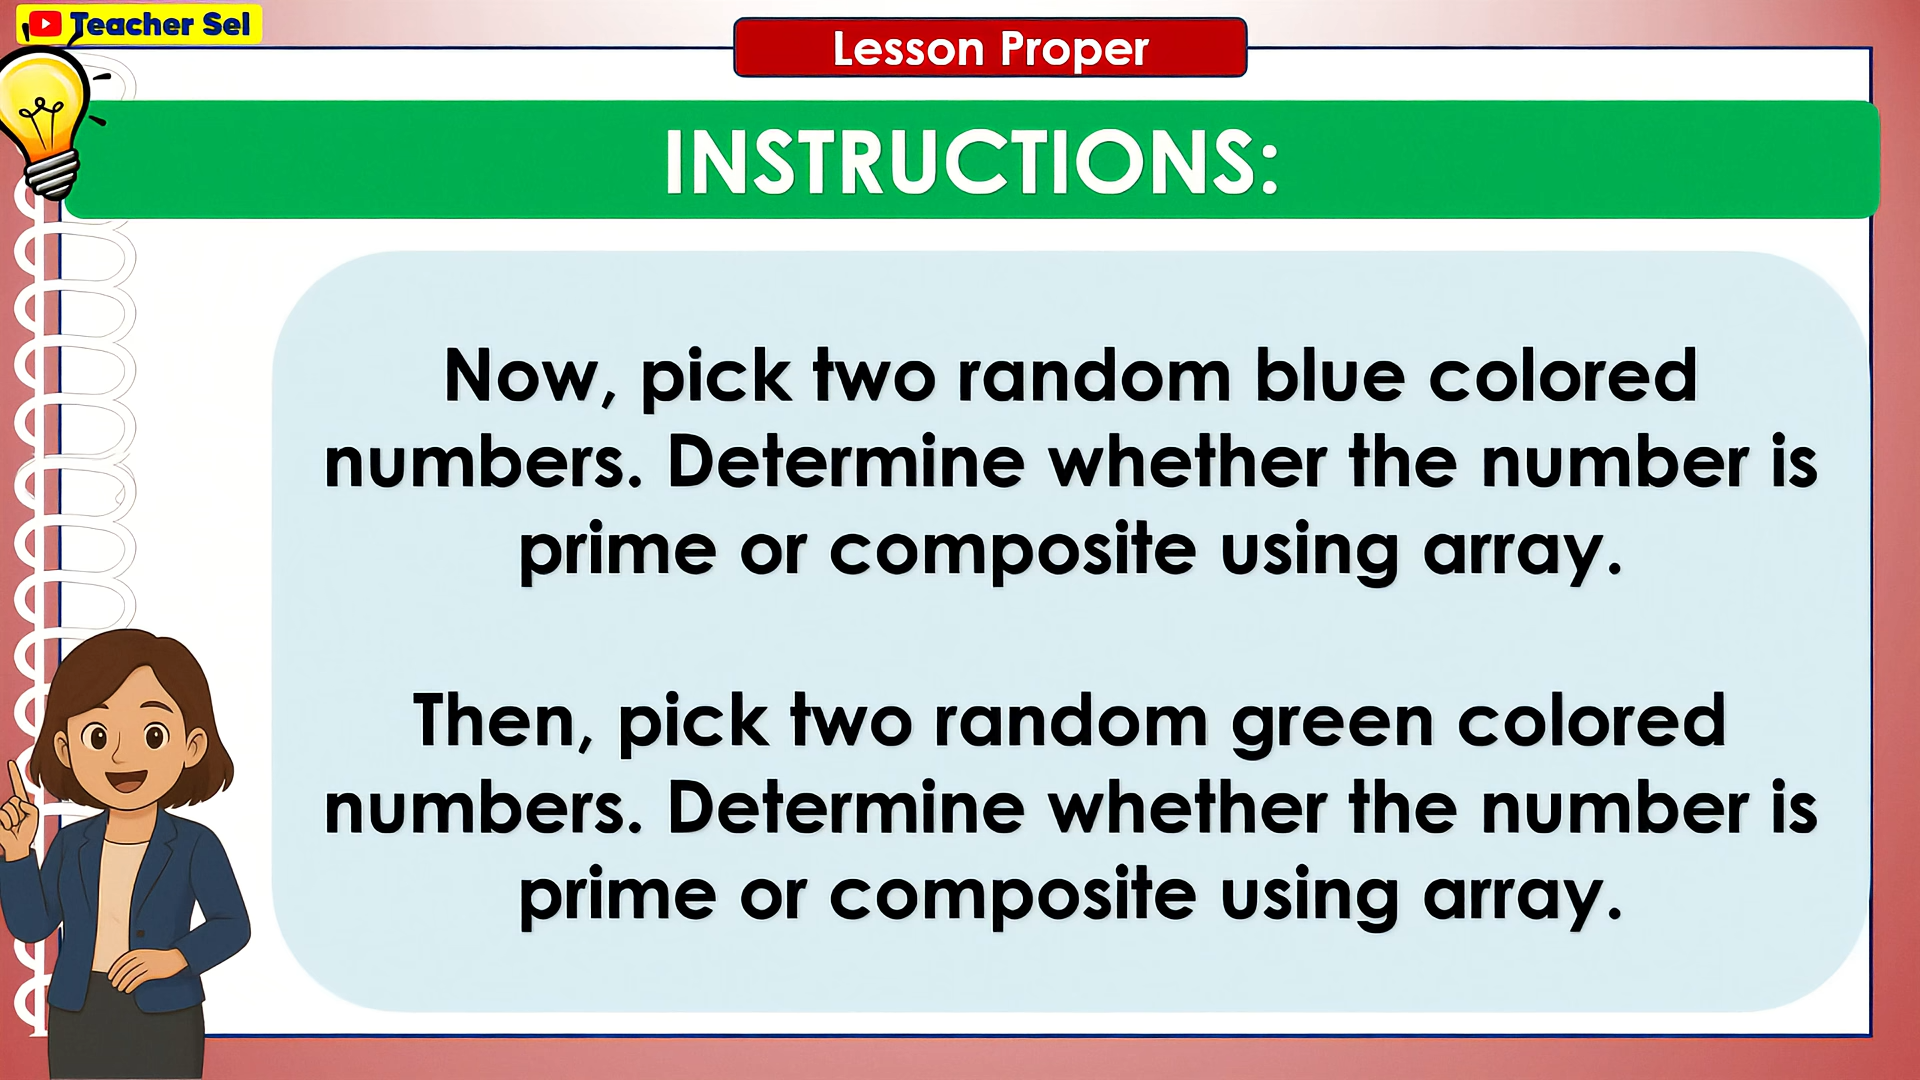 Teacher Sel
Lesson Proper
INSTRUCTIONS:
Now, pick two random blue colored
numbers. Determine whether the number is
prime or composite using array.
Then, pick two random green colored
numbers. Determine whether the number is
prime or composite using array.